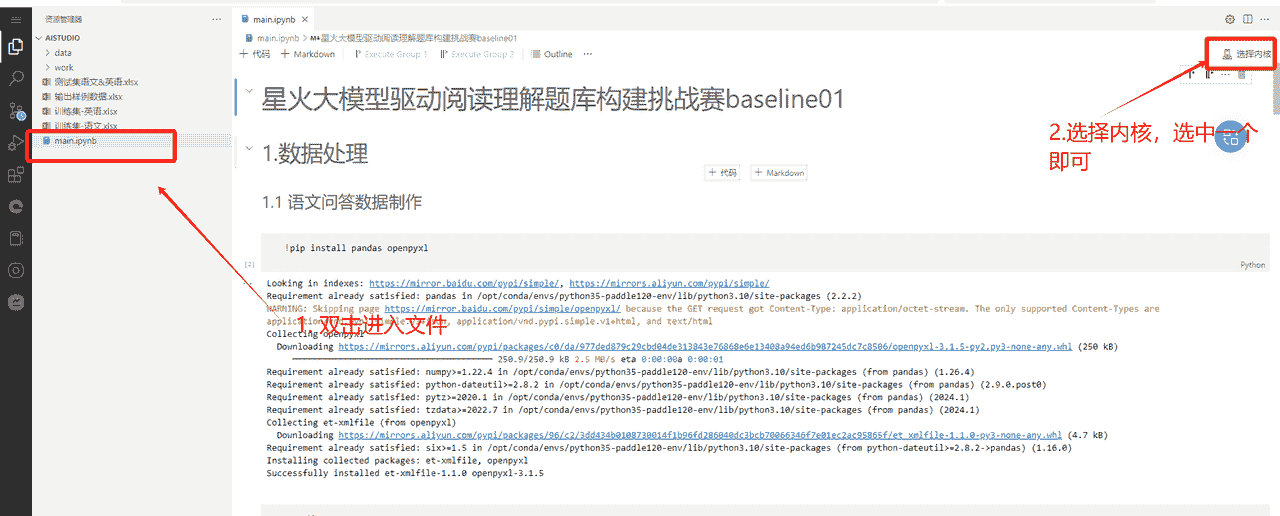 资源管理器
AISTUDIO
data
work
测试集语文&英语.xlsx
输出样例数据.xlsx
训练集-英语.xlsx
训练集-语文.xlsx
main.ipynb
main.ipynb
main.ipynb > M↓星火大模型驱动阅读理解题库构建挑战赛baseline01
+ 代码 + Markdown Execute Group 1 Execute Group 2 Outline ...
选择内核
星火大模型驱动阅读理解题库构建挑战赛baseline01
2.选择内核，选中一个
即可
1.数据处理
+ 代码 + Markdown
1.1 语文问答数据制作
!pip install pandas openpyxl
[2]
Python
Looking in indexes: https://mirror.baidu.com/pypi/simple/, https://mirrors.aliyun.com/pypi/simple/
Requirement already satisfied: pandas in /opt/conda/envs/python35-paddle120-env/lib/python3.10/site-packages (2.2.2)
WARNING: Skipping page https://mirror.baidu.com/pypi/simple/openpyxl/ because the GET request got Content-Type: application/octet-stream. The only supported Content-Types are
application/vnd.pypi.simple.v1+json, application/vnd.pypi.simple.v1+html, and text/html
1. 双击进入文件
Collecting openpyxl
Downloading https://mirrors.aliyun.com/pypi/packages/c0/da/977ded879c29cbd04de313843e76868e6e13408a94ed6b987245dc7c8506/openpyxl-3.1.5-py2.py3-none-any.whl (250 kB)
250.9/250.9 kB 2.5 MB/s eta 0:00:00a 0:00:01
Requirement already satisfied: numpy>=1.22.4 in /opt/conda/envs/python35-paddle120-env/lib/python3.10/site-packages (from pandas) (1.26.4)
Requirement already satisfied: python-dateutil>=2.8.2 in /opt/conda/envs/python35-paddle120-env/lib/python3.10/site-packages (from pandas) (2.9.0.post0)
Requirement already satisfied: pytz>=2020.1 in /opt/conda/envs/python35-paddle120-env/lib/python3.10/site-packages (from pandas) (2024.1)
Requirement already satisfied: tzdata>=2022.7 in /opt/conda/envs/python35-paddle120-env/lib/python3.10/site-packages (from pandas) (2024.1)
Collecting et-xmlfile (from openpyxl)
Downloading https://mirrors.aliyun.com/pypi/packages/96/c2/3dd434b0108730014f1b96fd286040dc3bcb70066346f7e01ec2ac95865f/et_xmlfile-1.1.0-py3-none-any.whl (4.7 kB)
Requirement already satisfied: six>=1.5 in /opt/conda/envs/python35-paddle120-env/lib/python3.10/site-packages (from python-dateutil>=2.8.2->pandas) (1.16.0)
Installing collected packages: et-xmlfile, openpyxl
Successfully installed et-xmlfile-1.1.0 openpyxl-3.1.5